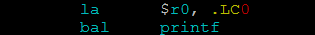 la $r0, .LC0
bal printf